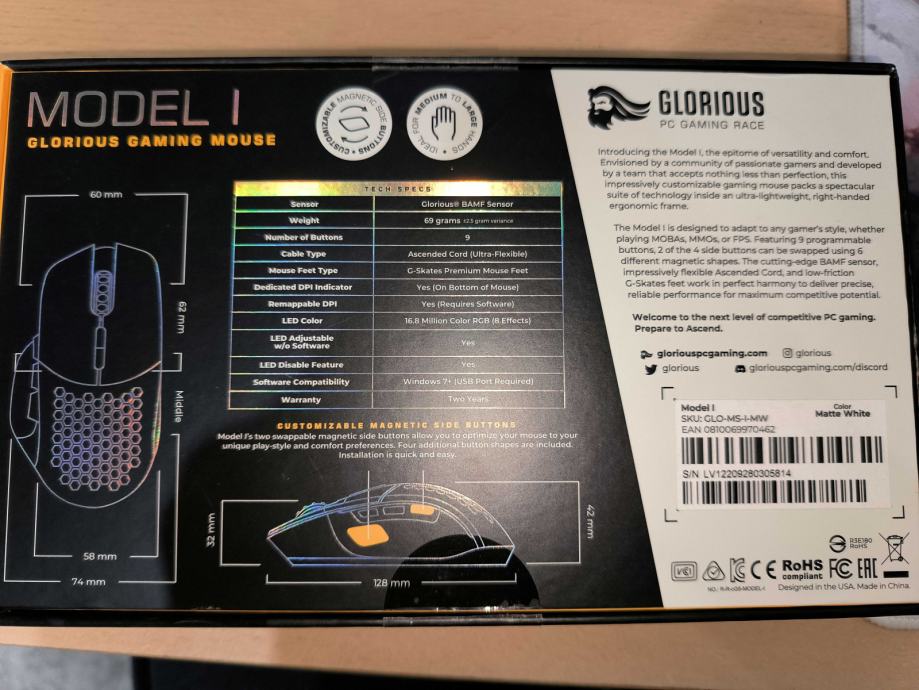 MODEL I
GLORIOUS GAMING MOUSE
CUSTOMIZABLE MAGNETIC SIDE BUTTONS
IDEAL FOR MEDIUM TO LARGE HANDS
60 mm
62 mm
Middle
58 mm
74 mm
TECH SPECS
Sensor Glorious® BAMF Sensor
Weight 69 grams ±2.5 gram variance
Number of Buttons 9
Cable Type Ascended Cord (Ultra-Flexible)
Mouse Feet Type G-Skates Premium Mouse Feet
Dedicated DPI Indicator Yes (On Bottom of Mouse)
Remappable DPI Yes (Requires Software)
LED Color 16.8 Million Color RGB (8 Effects)
LED Adjustable
w/o Software Yes
LED Disable Feature Yes
Software Compatibility Windows 7+ (USB Port Required)
Warranty Two Years
CUSTOMIZABLE MAGNETIC SIDE BUTTONS
Model I's two swappable magnetic side buttons allow you to optimize your mouse to your
unique play-style and comfort preferences. Four additional button shapes are included.
Installation is quick and easy.
32 mm
42 mm
128 mm
GLORIOUS
PC GAMING RACE
Introducing the Model I, the epitome of versatility and comfort.
Envisioned by a community of passionate gamers and developed
by a team that accepts nothing less than perfection, this
impressively customizable gaming mouse packs a spectacular
suite of technology inside an ultra-lightweight, right-handed
ergonomic frame.
The Model I is designed to adapt to any gamer's style, whether
playing MOBAs, MMOs, or FPS. Featuring 9 programmable
buttons, 2 of the 4 side buttons can be swapped using 6
different magnetic shapes. The cutting-edge BAMF sensor,
impressively flexible Ascended Cord, and low-friction
G-Skates feet work in perfect harmony to deliver precise,
reliable performance for maximum competitive potential.
Welcome to the next level of competitive PC gaming.
Prepare to Ascend.
gloriouspcgaming.com glorious
glorious gloriouspcgaming.com/discord
Model I
SKU: GLO-MS-I-MW
EAN 0810069970462
Color
Matte White
S/N LV12209280305814
R3E180
RoHS
VCI
CE RoHS
compliant FC EAC
NO.: R-R-o08-MODEL-I Designed in the USA. Made in China.